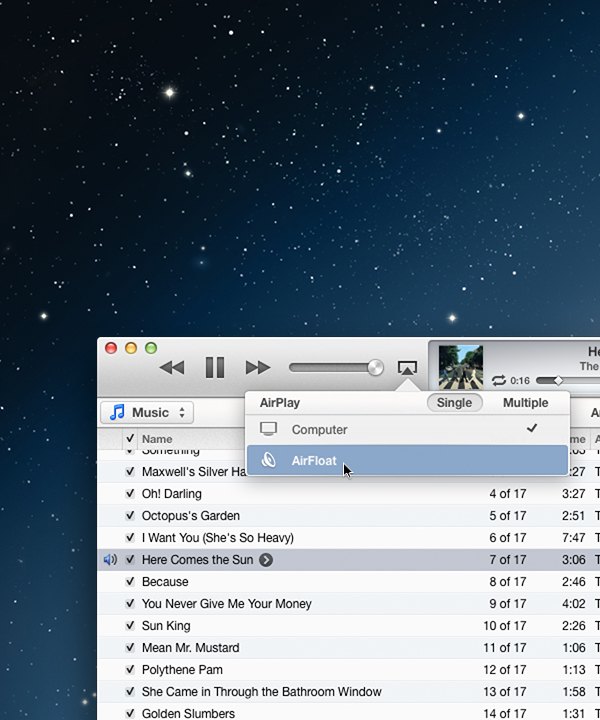 He
The
0:16
AirPlay Single Multiple
Music
Computer
Name me A
AirFloat
Something :03
Maxwell's Silver Ha :27 T
Oh! Darling 4 of 17 3:27 T
Octopus's Garden 5 of 17 2:51 T
I Want You (She's So Heavy) 6 of 17 7:47 T
Here Comes the Sun 7 of 17 3:06 T
Because 8 of 17 2:46 T
You Never Give Me Your Money 9 of 17 4:02 T
Sun King 10 of 17 2:26 T
Mean Mr. Mustard 11 of 17 1:06 T
Polythene Pam 12 of 17 1:13 T
She Came in Through the Bathroom Window 13 of 17 1:58 T
Golden Slumbers 14 of 17 1:31 T